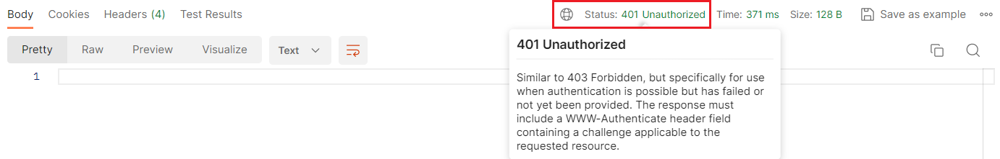 Body Cookies Headers (4) Test Results Status: 401 Unauthorized Time: 371 ms Size: 128 B Save as example
Pretty Raw Preview Visualize Text
401 Unauthorized
1
Similar to 403 Forbidden, but specifically for use
when authentication is possible but has failed or
not yet been provided. The response must
include a WWW-Authenticate header field
containing a challenge applicable to the
requested resource.